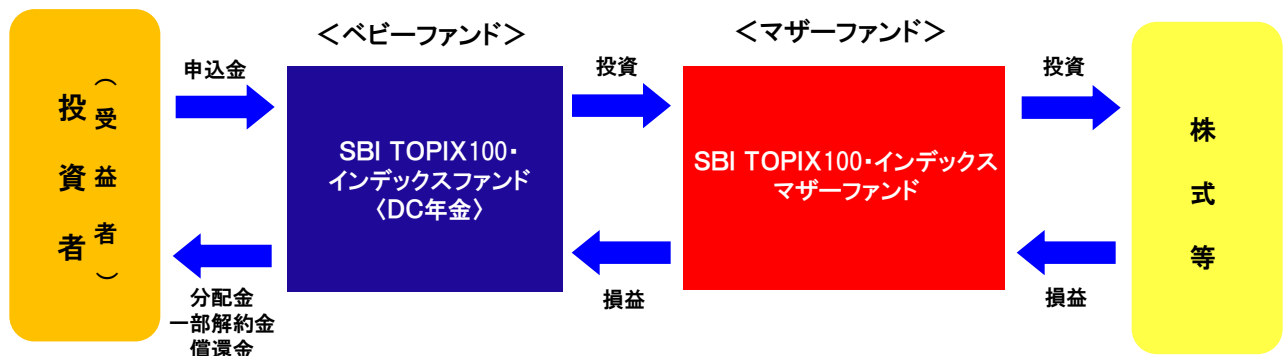 投資者
（受益者）
申込金
分配金
一部解約金
償還金
＜ベビーファンド＞
SBI TOPIX100・
インデックスファンド
〈DC年金〉
投資
損益
＜マザーファンド＞
SBI TOPIX100・インデックス
マザーファンド
投資
損益
株式等